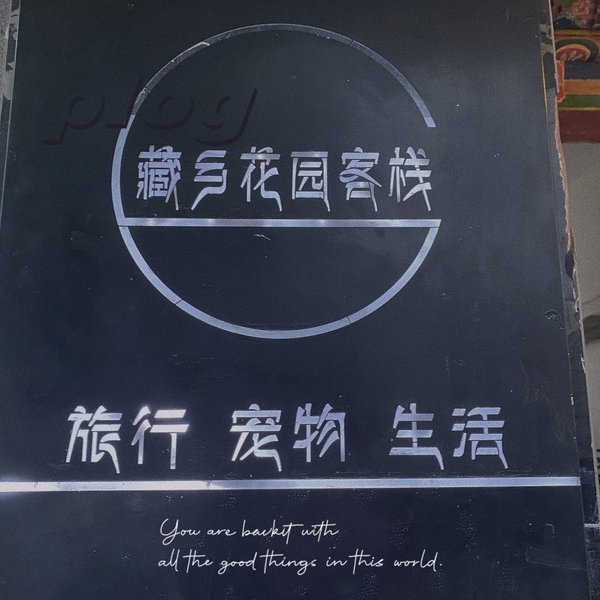 plog
藏乡花园客栈
旅行 宠物 生活
You are backit with
all the good things in this world.